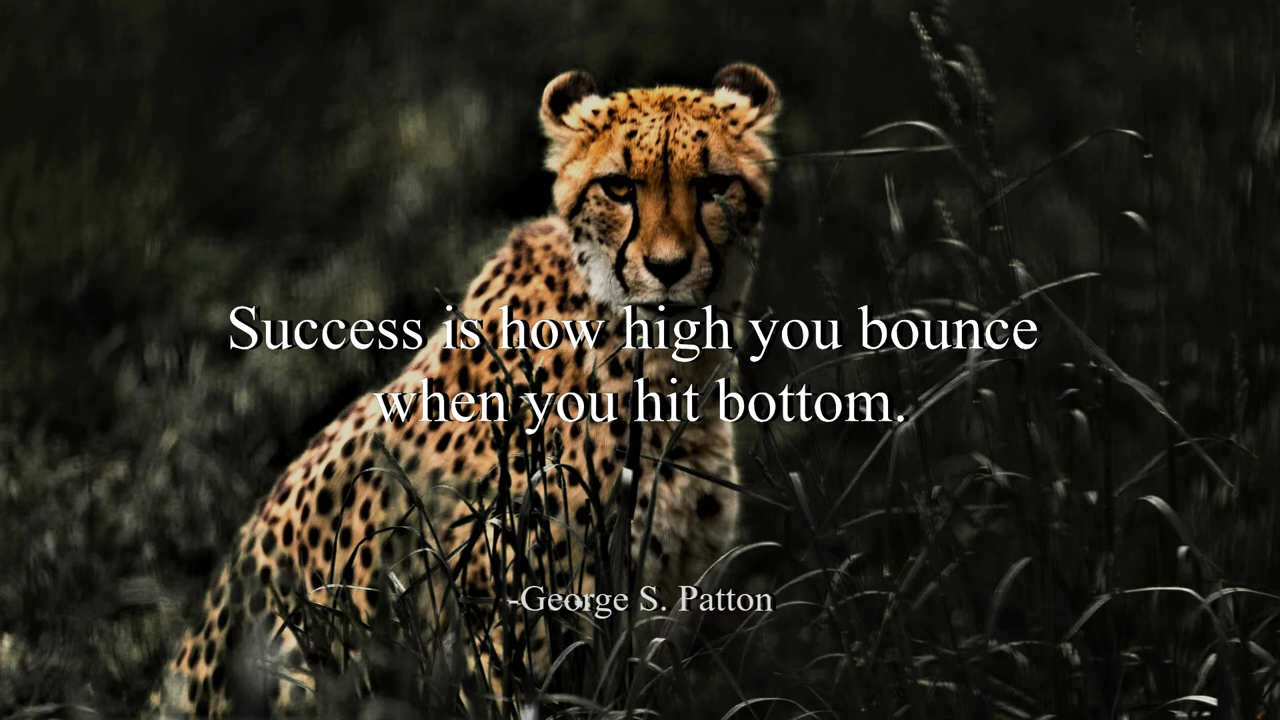 Success is how high you bounce
when you hit bottom.
-George S. Patton